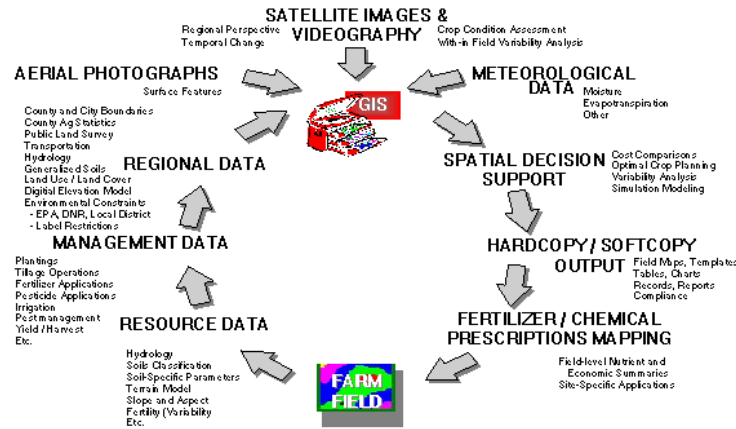 SATELLITE IMAGES &
VIDEOGRAPHY
Regional Perspective
Temporal Change
Crop Condition Assessment
With-in Field Variability Analysis
AERIAL PHOTOGRAPHS
Surface Features
METEOROLOGICAL
DATA
Moisture
Evapotranspiration
Other
GIS
County and City Boundaries
County Ag Statistics
Public Land Survey
Transportation
Hydrology
Generalized Soils
Land Use / Land Cover
Digital Elevation Model
Environmental Constraints
- EPA, DNR, Local District
- Label Restrictions
REGIONAL DATA
SPATIAL DECISION
SUPPORT
Cost Comparisons
Optimal Crop Planning
Variability Analysis
Simulation Modeling
MANAGEMENT DATA
Plantings
Tillage Operations
Fertilizer Applications
Pesticide Applications
Irrigation
Pest management
Yield / Harvest
Etc.
HARDCOPY / SOFTCOPY
OUTPUT
Field Maps, Templates
Tables, Charts
Records, Reports
Compliance
RESOURCE DATA
Hydrology
Soils Classification
Soil-Specific Parameters
Terrain Model
Slope and Aspect
Fertility (Variability
Etc.
FERTILIZER / CHEMICAL
PRESCRIPTIONS MAPPING
Field-level Nutrient and
Economic Summaries
Site-Specific Applications
FARM
FIELD